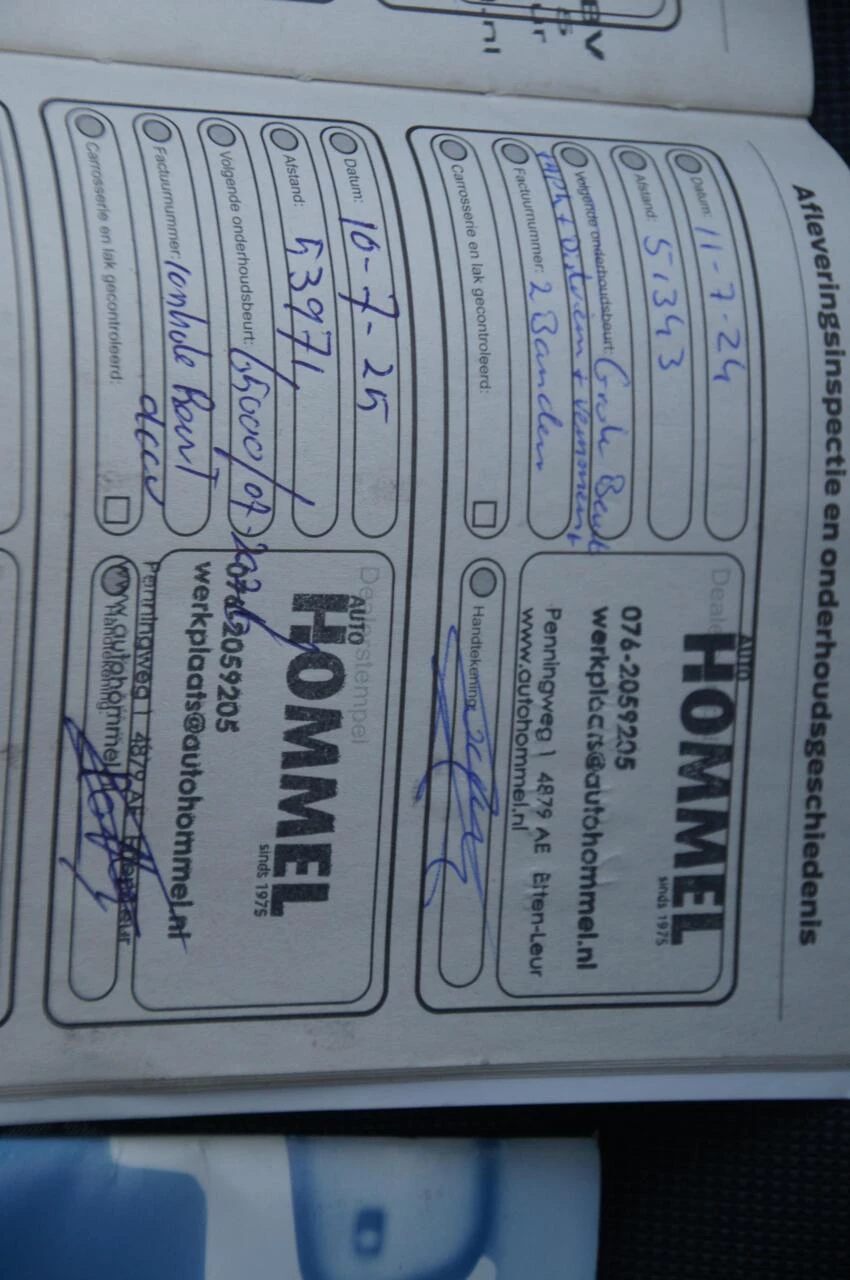 BV
.nl
Afleveringsinspectie en onderhoudsgeschiedenis
Datum: 11-7-24
Afstand: 51343
Volgende onderhoudsbeurt: Grote Beurt
+ Distriem +
Factuurnummer: 2 Banden
Carrosserie en lak gecontroleerd:
AUTO
HOMMEL
sinds 1975
076-2059205
werkplaats@autohommel.nl
Penningweg 1 4879 AE Etten-Leur
www.autohommel.nl
Handtekening:
Datum: 10-7-25
Afstand: 53971
Volgende onderhoudsbeurt: 65000/07-2026
Factuurnummer: Beurt
accu
Carrosserie en lak gecontroleerd:
Dealerstempel
AUTO
HOMMEL
sinds 1975
076-2059205
werkplaats@autohommel.nl
Penningweg 1 4879 AE Etten-Leur
www.autohommel.nl
Handtekening: